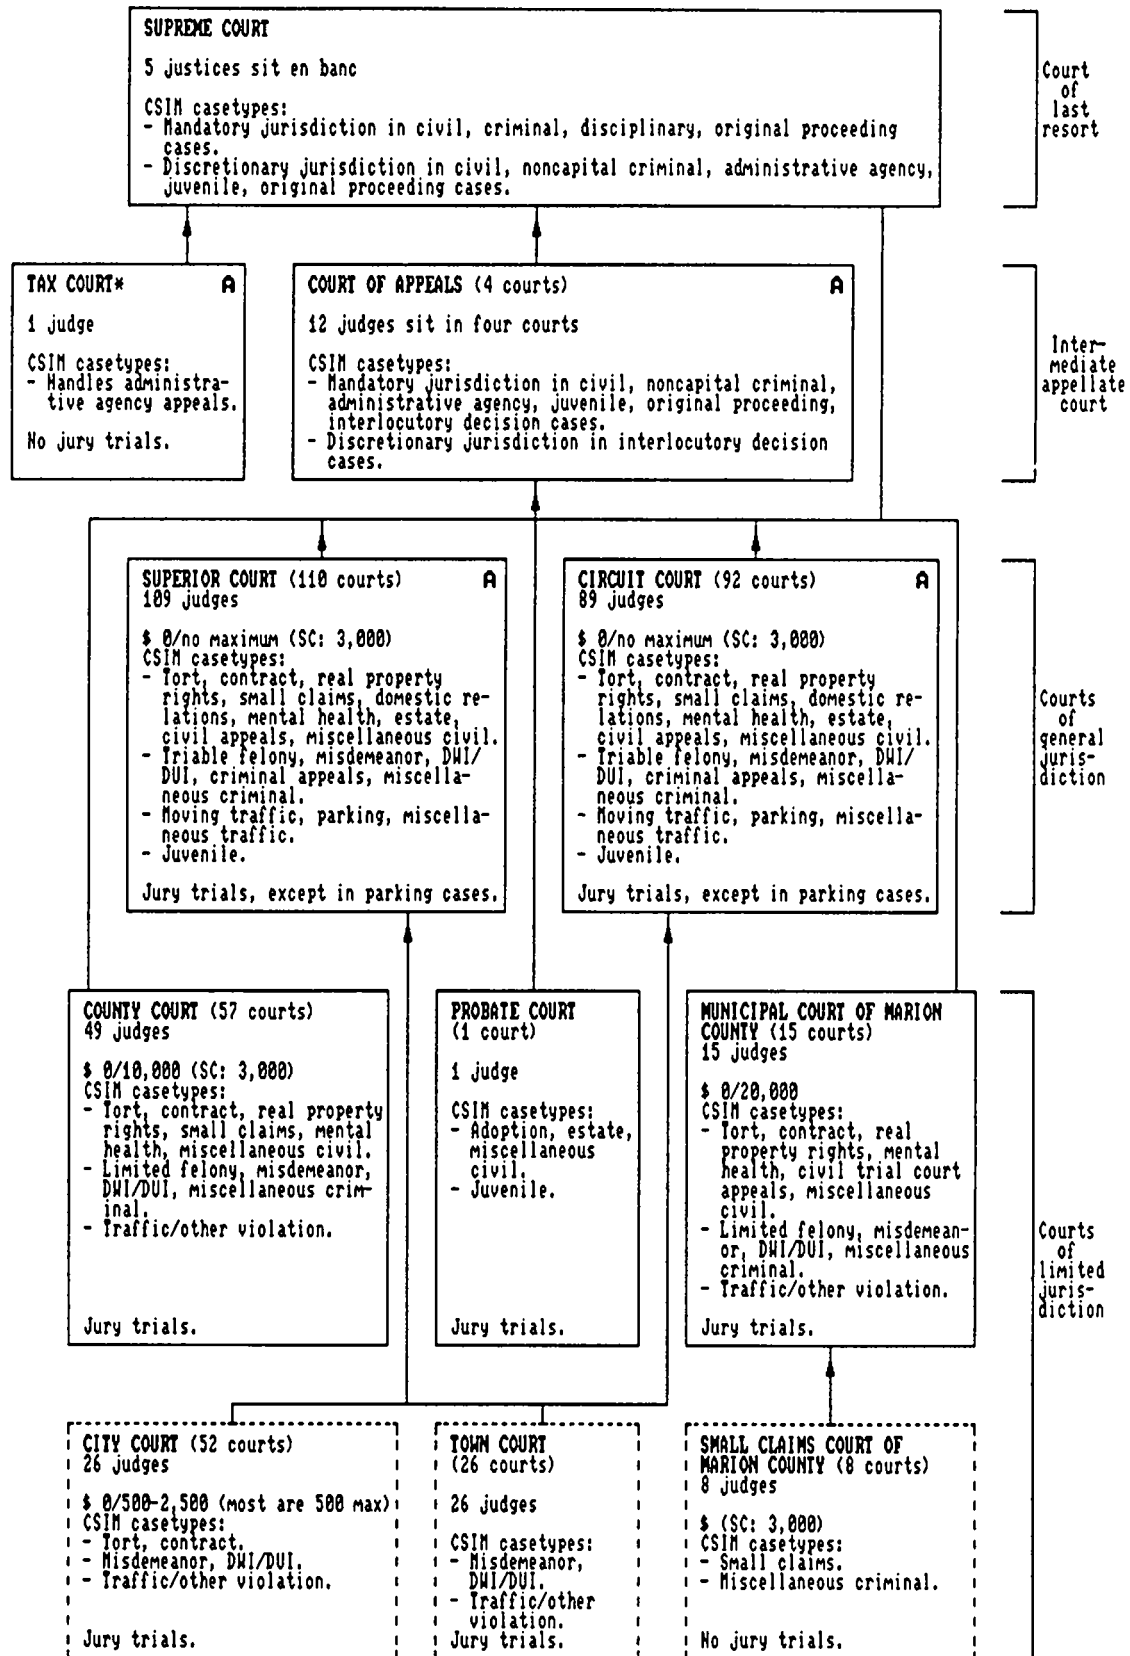 SUPREME COURT
5 justices sit en banc
CSIM casetypes:
- Mandatory jurisdiction in civil, criminal, disciplinary, original proceeding
cases.
- Discretionary jurisdiction in civil, noncapital criminal, administrative agency,
juvenile, original proceeding cases.
Court
of
last
resort
TAX COURT* A
1 judge
CSIM casetypes:
- Handles administra-
tive agency appeals.
No jury trials.
COURT OF APPEALS (4 courts) A
12 judges sit in four courts
CSIM casetypes:
- Mandatory jurisdiction in civil, noncapital criminal,
administrative agency, juvenile, original proceeding,
interlocutory decision cases.
- Discretionary jurisdiction in interlocutory decision
cases.
Inter-
mediate
appellate
court
SUPERIOR COURT (110 courts) A
109 judges
$ 0/no maximum (SC: 3,000)
CSIM casetypes:
- Tort, contract, real property
rights, small claims, domestic re-
lations, mental health, estate,
civil appeals, miscellaneous civil.
- Triable felony, misdemeanor, DWI/
DUI, criminal appeals, miscella-
neous criminal.
- Moving traffic, parking, miscella-
neous traffic.
- Juvenile.
Jury trials, except in parking cases.
CIRCUIT COURT (92 courts) A
89 judges
$ 0/no maximum (SC: 3,000)
CSIM casetypes:
- Tort, contract, real property
rights, small claims, domestic re-
lations, mental health, estate,
civil appeals, miscellaneous civil.
- Triable felony, misdemeanor, DWI/
DUI, criminal appeals, miscella-
neous criminal.
- Moving traffic, parking, miscella-
neous traffic.
- Juvenile.
Jury trials, except in parking cases.
Courts
of
general
juris-
diction
COUNTY COURT (57 courts)
49 judges
$ 0/10,000 (SC: 3,000)
CSIM casetypes:
- Tort, contract, real property
rights, small claims, mental
health, miscellaneous civil.
- Limited felony, misdemeanor,
DWI/DUI, miscellaneous crim-
inal.
- Traffic/other violation.
Jury trials.
PROBATE COURT
(1 court)
1 judge
CSIM casetypes:
- Adoption, estate,
miscellaneous
civil.
- Juvenile.
Jury trials.
MUNICIPAL COURT OF MARION
COUNTY (15 courts)
15 judges
$ 0/20,000
CSIM casetypes:
- Tort, contract, real
property rights, mental
health, civil trial court
appeals, miscellaneous
civil.
- Limited felony, misdemean-
or, DWI/DUI, miscellaneous
criminal.
- Traffic/other violation.
Jury trials.
Courts
of
limited
juris-
diction
CITY COURT (52 courts)
26 judges
$ 0/500-2,500 (most are 500 max)
CSIM casetypes:
- Tort, contract.
- Misdemeanor, DWI/DUI.
- Traffic/other violation.
Jury trials.
TOWN COURT
(26 courts)
26 judges
CSIM casetypes:
- Misdemeanor,
DWI/DUI.
- Traffic/other
violation.
Jury trials.
SMALL CLAIMS COURT OF
MARION COUNTY (8 courts)
8 judges
$ (SC: 3,000)
CSIM casetypes:
- Small claims.
- Miscellaneous criminal.
No jury trials.